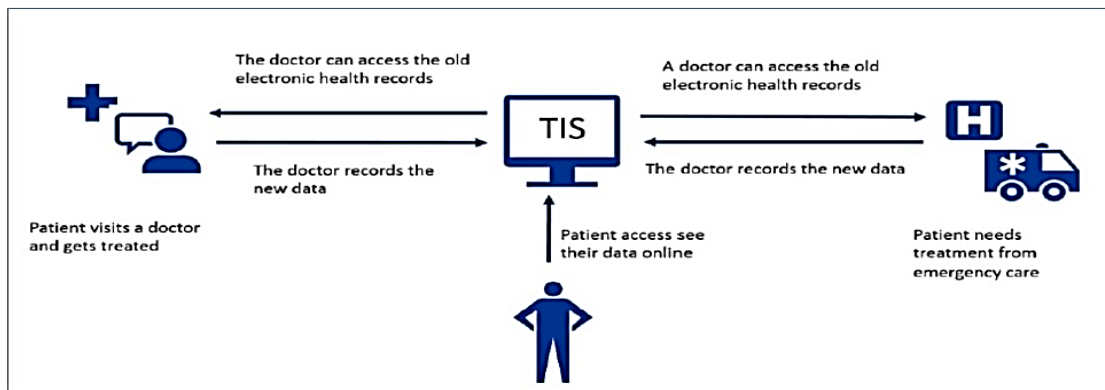 The doctor can access the old
electronic health records
A doctor can access the old
electronic health records
TIS
H
The doctor records the
new data
The doctor records the new data
Patient visits a doctor
and gets treated
Patient access see
their data online
Patient needs
treatment from
emergency care